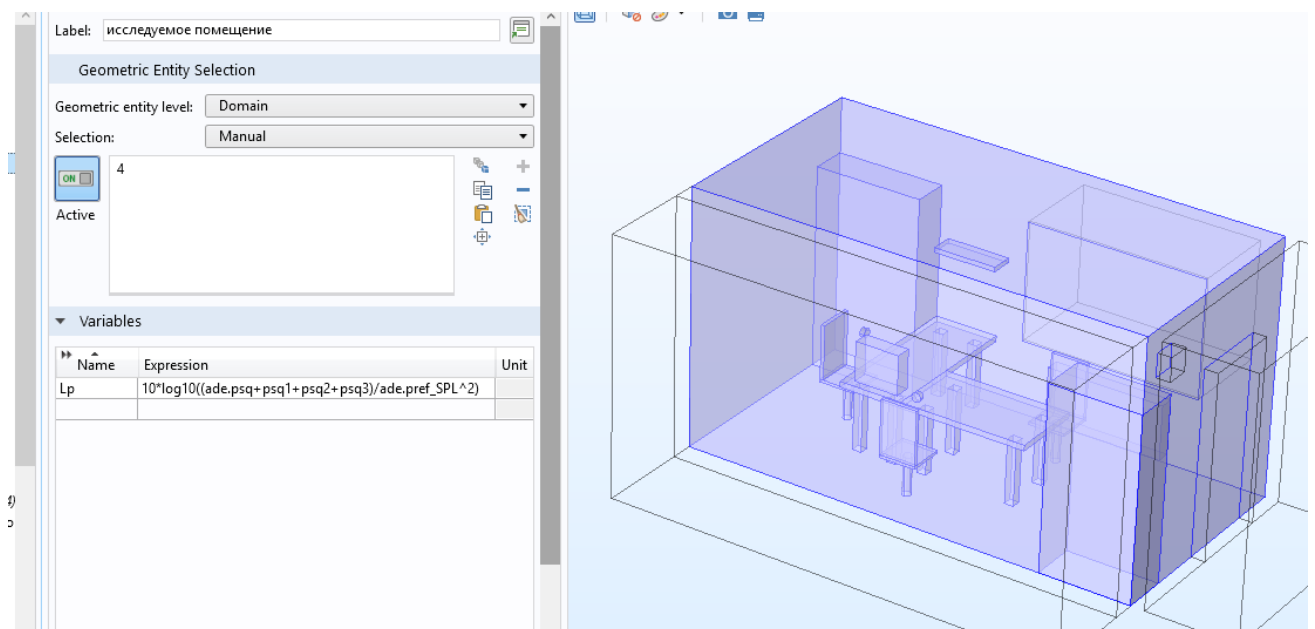 Label: исследуемое помещение
Geometric Entity Selection
Geometric entity level: Domain
Selection: Manual
ON 4
Active
Variables
Name Expression Unit
Lp 10*log10((ade.psq+psq1+psq2+psq3)/ade.pref_SPL^2)